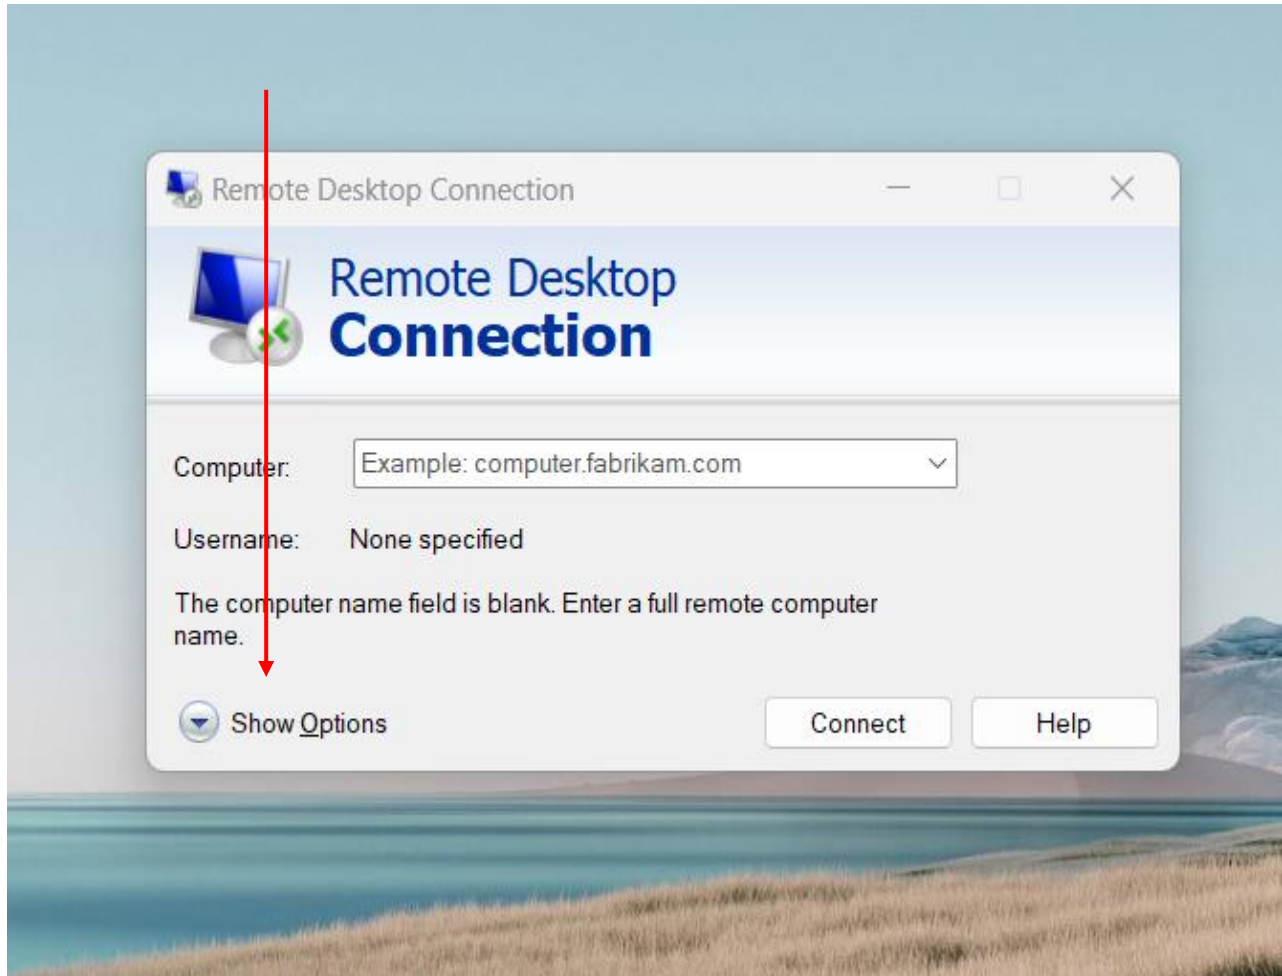 Remote Desktop Connection
Remote Desktop
Connection
Computer:
Example: computer.fabrikam.com
Username:
None specified
The computer name field is blank. Enter a full remote computer
name.
Show Options
Connect
Help